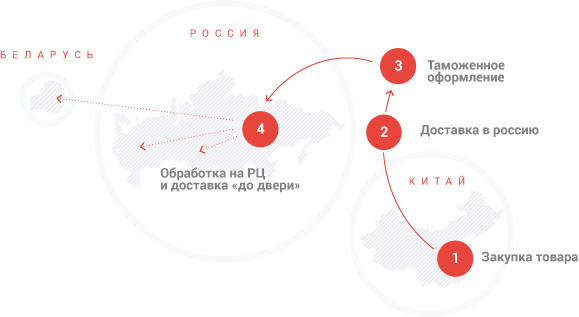 РОССИЯ
БЕЛАРУСЬ
3
Таможенное
оформление
4
2
Доставка в россию
Обработка на РЦ
и доставка «до двери»
КИТАЙ
1
Закупка товара